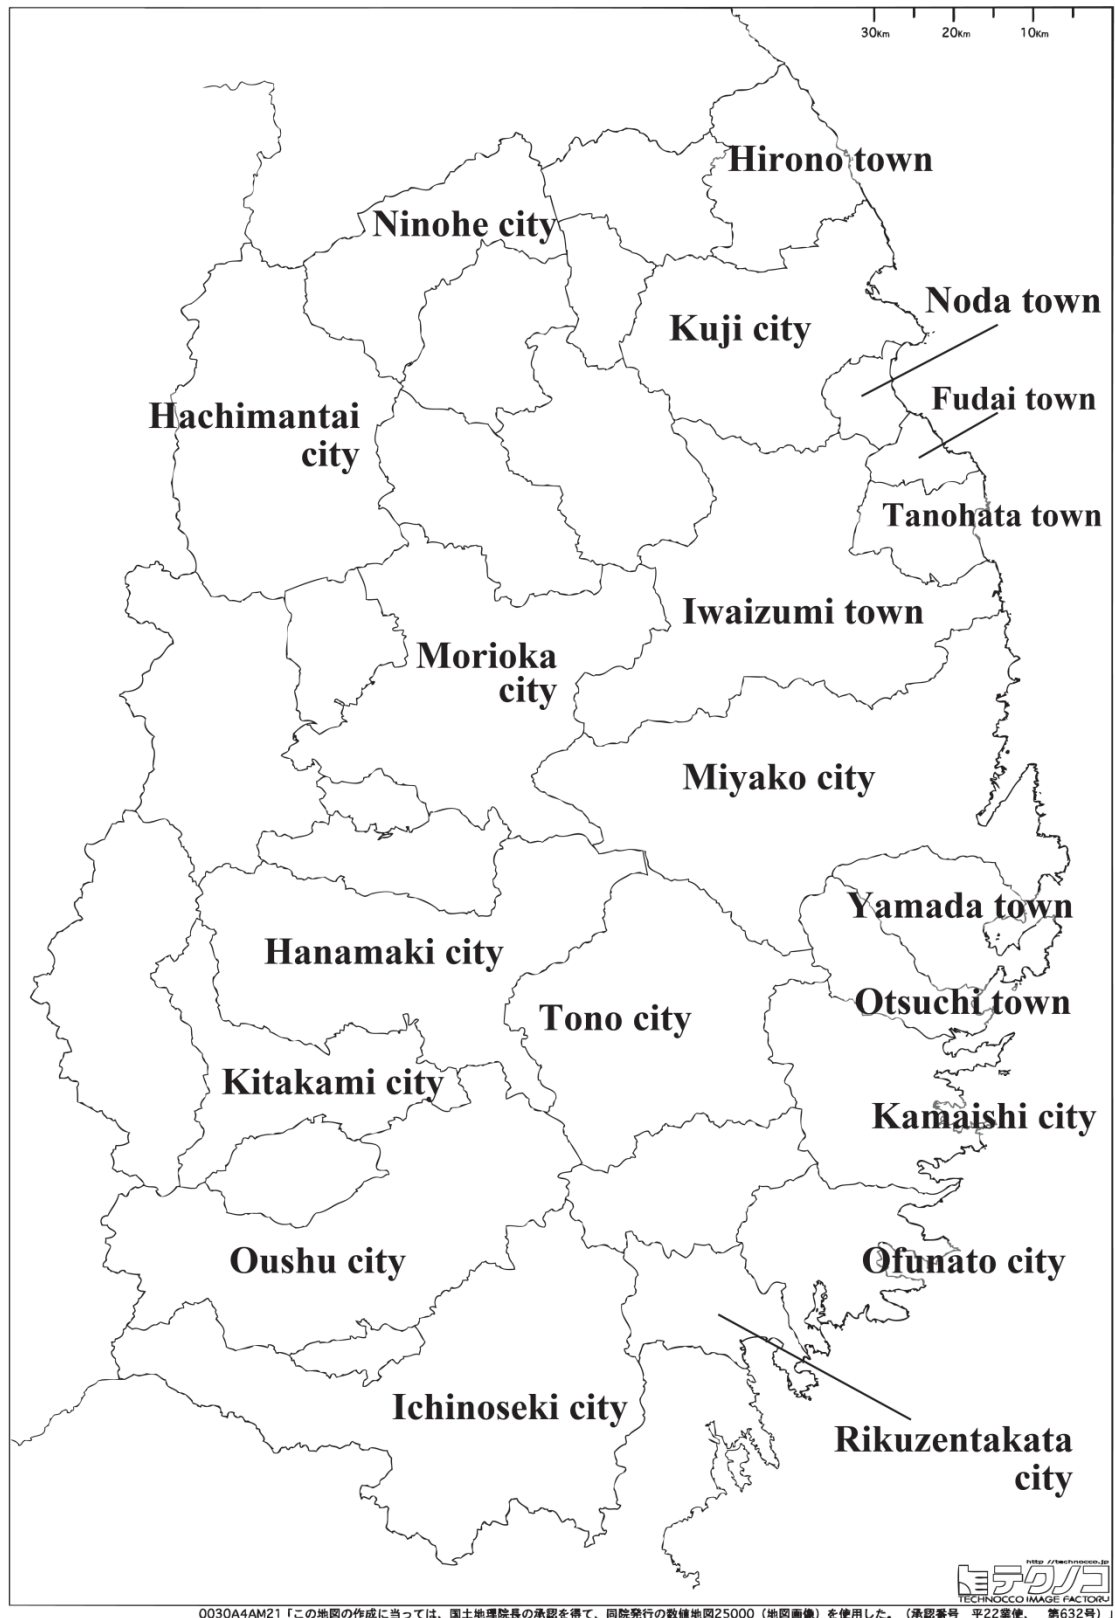 30Km 20Km 10Km
Hirono town
Ninohe city
Noda town
Kuji city
Fudai town
Hachimantai
city
Tanohata town
Iwaizumi town
Morioka
city
Miyako city
Yamada town
Hanamaki city
Otsuchi town
Tono city
Kitakami city
Kamaishi city
Oushu city
Ofunato city
Ichinoseki city
Rikuzentakata
city
http://technocco.jp
テクノコ
TECHNOCCO IMAGE FACTORY
0030A4AM21「この地図の作成に当っては、国土地理院長の承認を得て、同院発行の数値地図25000（地図画像）を使用した。（承認番号 平22業使、 第632号）」